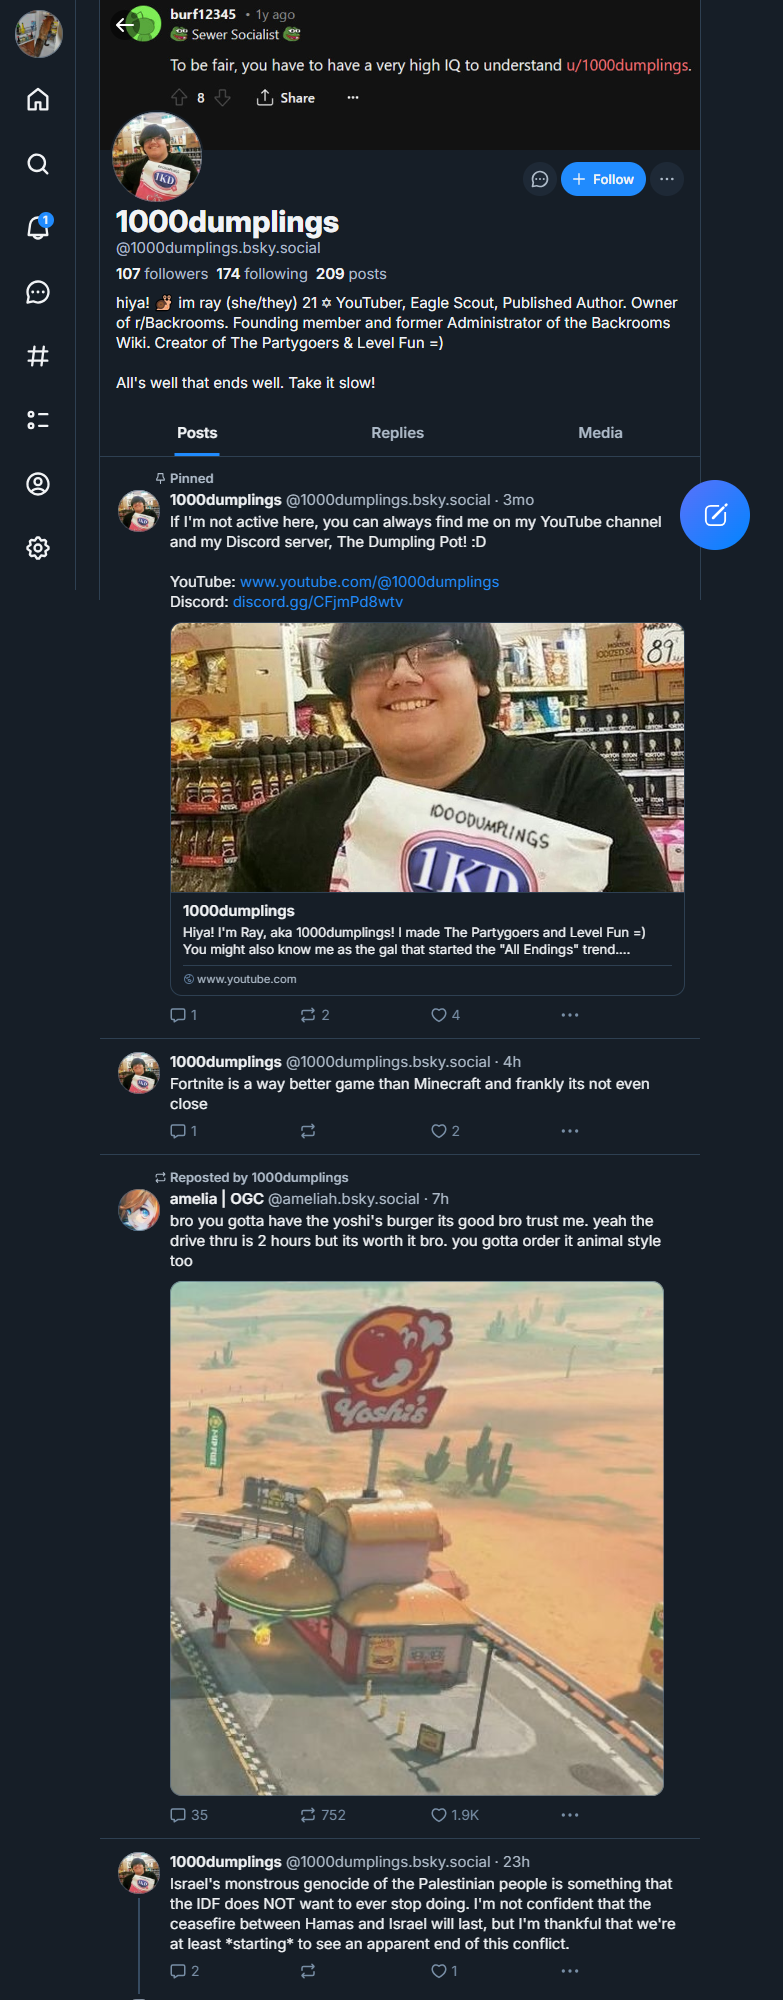 burf12345 • 1y ago
Sewer Socialist
To be fair, you have to have a very high IQ to understand u/1000dumplings.
8 Share ...
1KD
+ Follow
1000dumplings
@1000dumplings.bsky.social
107 followers 174 following 209 posts
hiya! 🐿️ im ray (she/they) 21 ✡ YouTuber, Eagle Scout, Published Author. Owner
of r/Backrooms. Founding member and former Administrator of the Backrooms
Wiki. Creator of The Partygoers & Level Fun =)
All's well that ends well. Take it slow!
Posts Replies Media
1
Pinned
1000dumplings @1000dumplings.bsky.social · 3mo
If I'm not active here, you can always find me on my YouTube channel
and my Discord server, The Dumpling Pot! :D
YouTube: www.youtube.com/@1000dumplings
Discord: discord.gg/CFjmPd8wtv
MORTON
IODIZED SALT
89
1000DUMPLINGS
1KD
1000dumplings
Hiya! I'm Ray, aka 1000dumplings! I made The Partygoers and Level Fun =)
You might also know me as the gal that started the "All Endings" trend....
www.youtube.com
1 2 4 ...
1000dumplings @1000dumplings.bsky.social · 4h
Fortnite is a way better game than Minecraft and frankly its not even
close
1 2 ...
Reposted by 1000dumplings
amelia | OGC @ameliah.bsky.social · 7h
bro you gotta have the yoshi's burger its good bro trust me. yeah the
drive thru is 2 hours but its worth it bro. you gotta order it animal style
too
Yoshi's
1-UP FUEL
35 752 1.9K ...
1000dumplings @1000dumplings.bsky.social · 23h
Israel's monstrous genocide of the Palestinian people is something that
the IDF does NOT want to ever stop doing. I'm not confident that the
ceasefire between Hamas and Israel will last, but I'm thankful that we're
at least *starting* to see an apparent end of this conflict.
2 1 ...